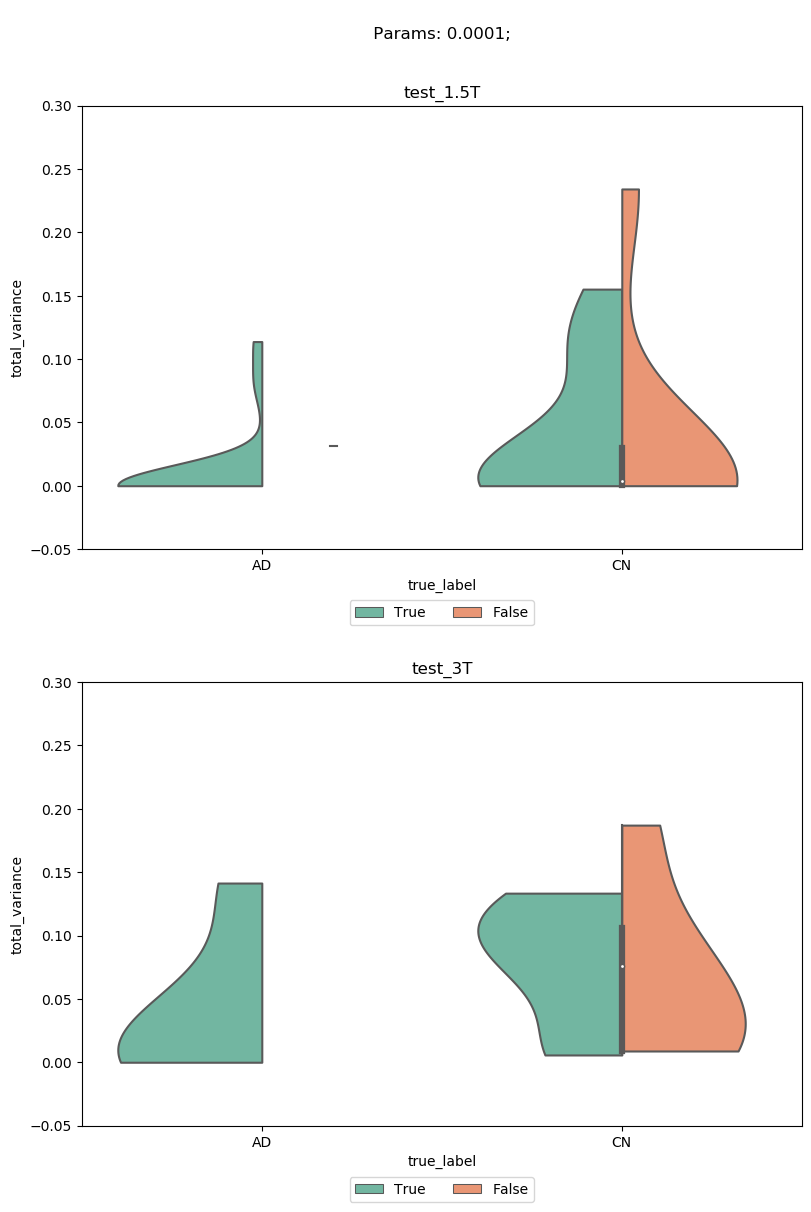 Params: 0.0001;
test_1.5T
0.30
0.25
0.20
0.15
0.10
0.05
0.00
−0.05
total_variance
AD CN
true_label
True False
test_3T
0.30
0.25
0.20
0.15
0.10
0.05
0.00
−0.05
total_variance
AD CN
true_label
True False